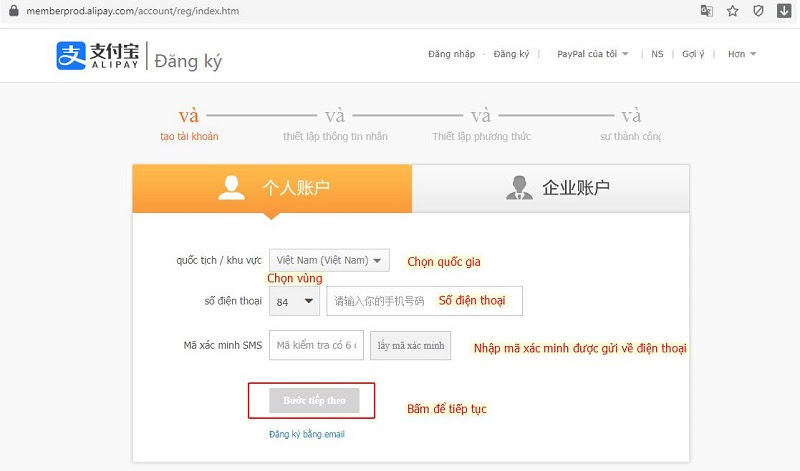 memberprod.alipay.com/account/reg/index.htm
支 支付宝 ALIPAY Đăng ký
Đăng nhập - Đăng ký | PayPal của tôi | NS | Gợi ý | Hơn
và và và và
tạo tài khoản thiết lập thông tin nhận Thiết lập phương thức sự thành công
个人账户 企业账户
quốc tịch / khu vực Việt Nam (Việt Nam) Chọn quốc gia
Chọn vùng
số điện thoại 84 请输入你的手机号码 Số điện thoại
Mã xác minh SMS Mã kiểm tra có 6 c lấy mã xác minh Nhập mã xác minh được gửi về điện thoại
Bước tiếp theo Bấm để tiếp tục
Đăng ký bằng email